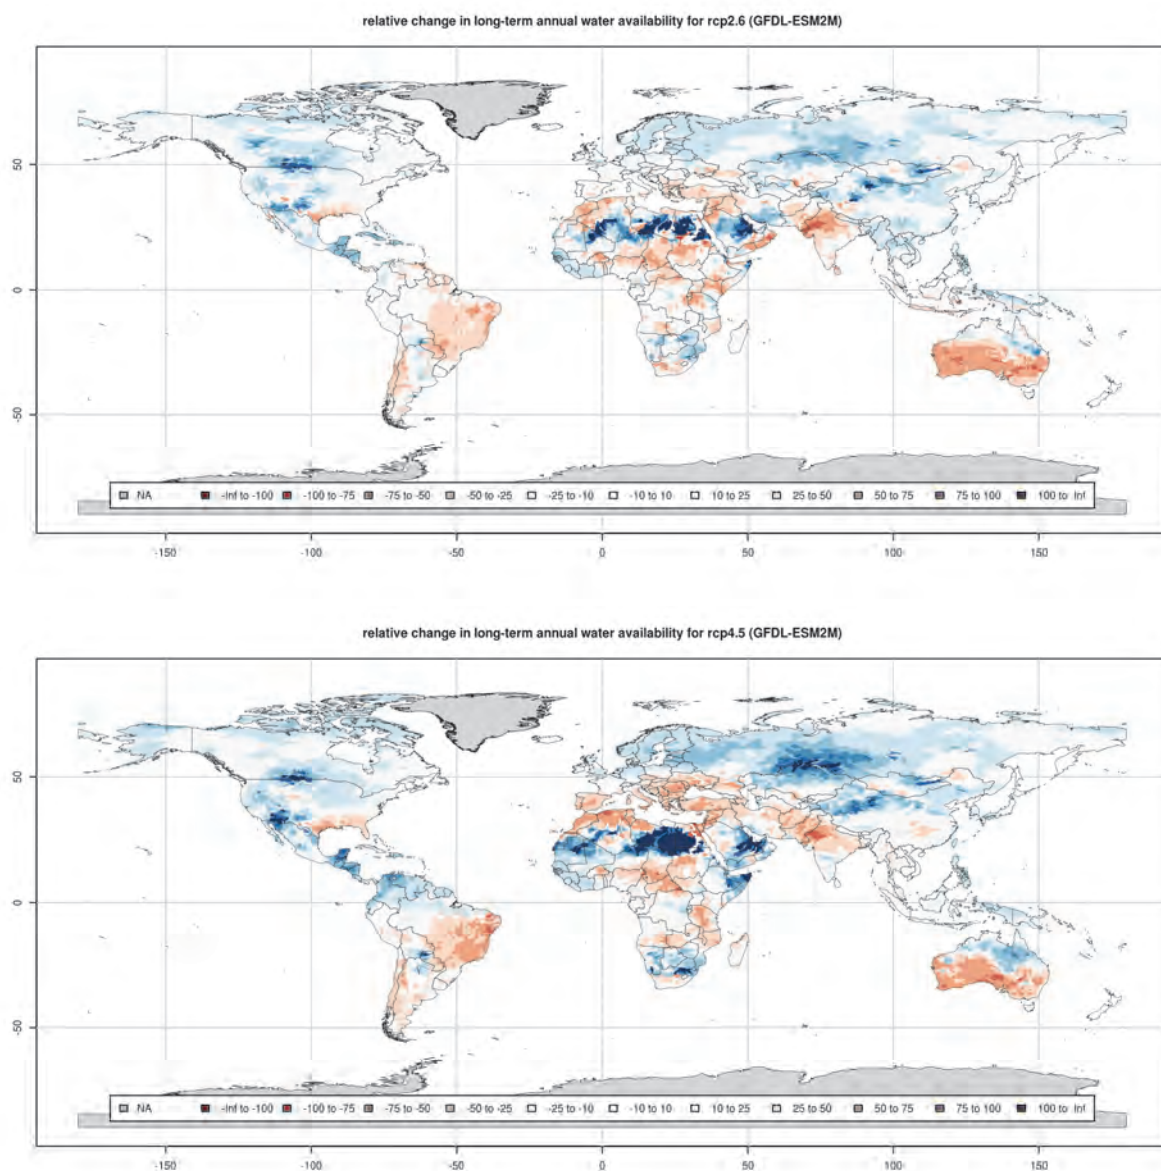 relative change in long-term annual water availability for rcp2.6 (GFDL-ESM2M)
50
0
-50
NA -Inf to -100 -100 to -75 -75 to -50 -50 to -25 -25 to -10 -10 to 10 10 to 25 25 to 50 50 to 75 75 to 100 100 to Inf
-150 -100 -50 0 50 100 150
relative change in long-term annual water availability for rcp4.5 (GFDL-ESM2M)
50
0
-50
NA -Inf to -100 -100 to -75 -75 to -50 -50 to -25 -25 to -10 -10 to 10 10 to 25 25 to 50 50 to 75 75 to 100 100 to Inf
-150 -100 -50 0 50 100 150